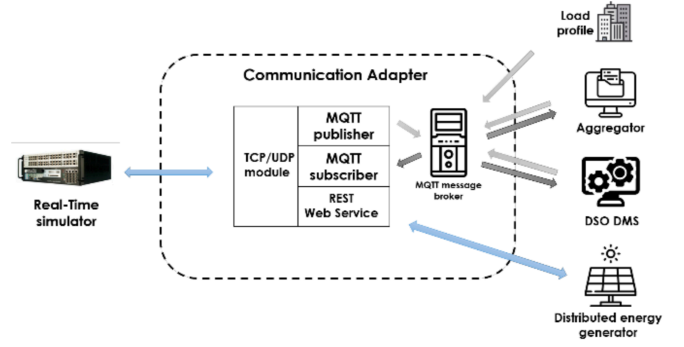 Load
profile
Communication Adapter
MQTT
publisher
TCP/UDP
module
MQTT
subscriber
REST
Web Service
MQTT message
broker
Real-Time
simulator
Aggregator
DSO DMS
Distributed energy
generator